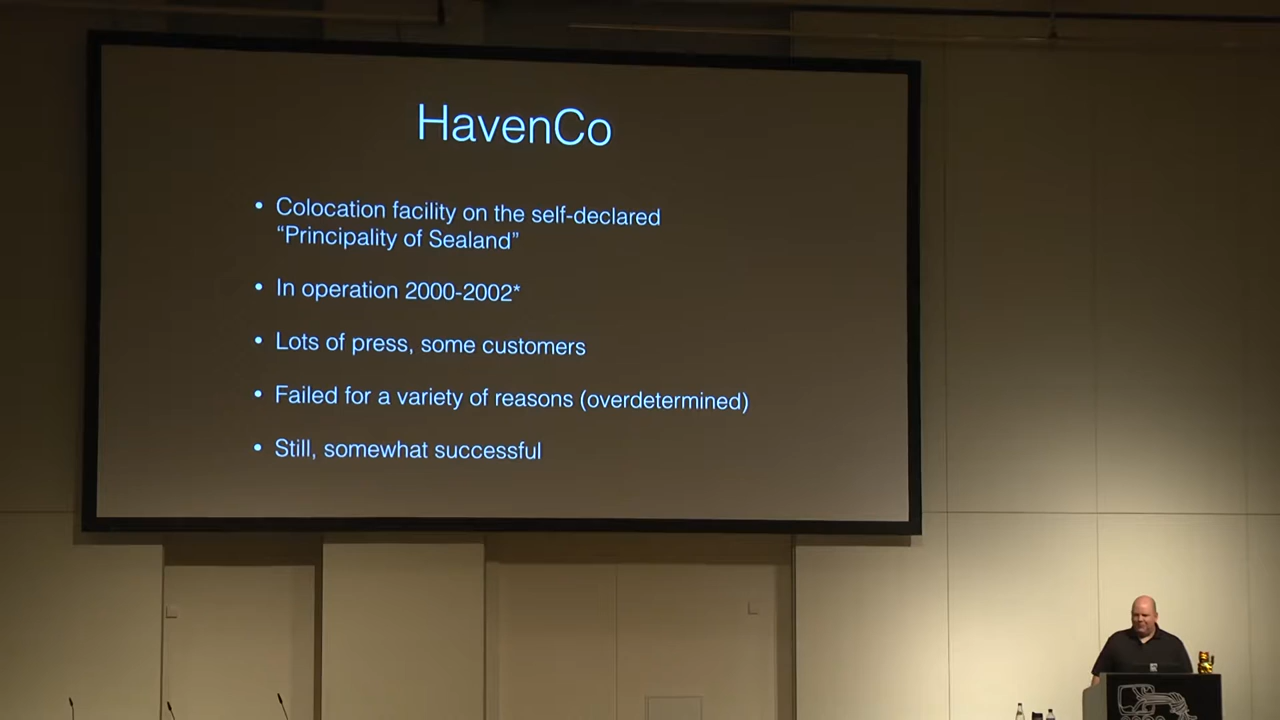 HavenCo
• Colocation facility on the self-declared
“Principality of Sealand”
• In operation 2000-2002*
• Lots of press, some customers
• Failed for a variety of reasons (overdetermined)
• Still, somewhat successful